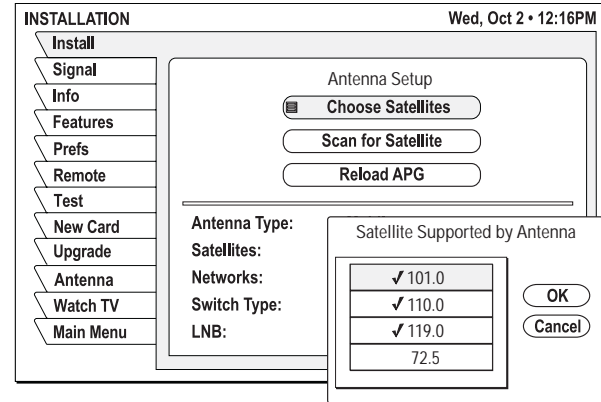 INSTALLATION
Wed, Oct 2 • 12:16PM
Install
Signal
Info
Features
Prefs
Remote
Test
New Card
Upgrade
Antenna
Watch TV
Main Menu
Antenna Setup
Choose Satellites
Scan for Satellite
Reload APG
Antenna Type:
Satellites:
Networks:
Switch Type:
LNB:
Satellite Supported by Antenna
✓ 101.0
✓ 110.0
✓ 119.0
72.5
OK
Cancel